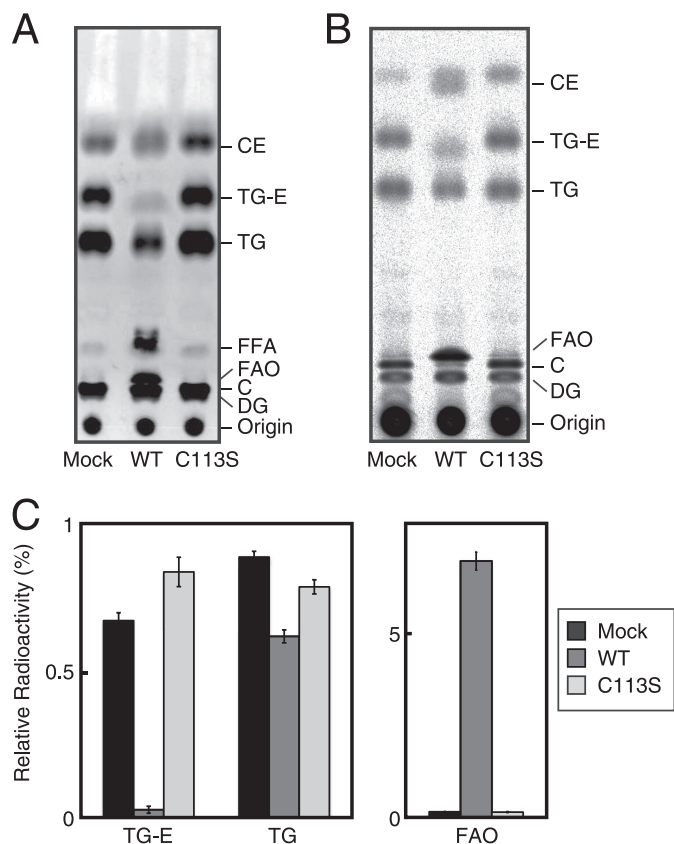 A
CE
TG-E
TG
FFA
FAO
C
DG
Origin
Mock WT C113S
B
CE
TG-E
TG
FAO
C
DG
Origin
Mock WT C113S
C
Relative Radioactivity (%)
1
0.5
0
TG-E TG
5
0
FAO
Mock
WT
C113S